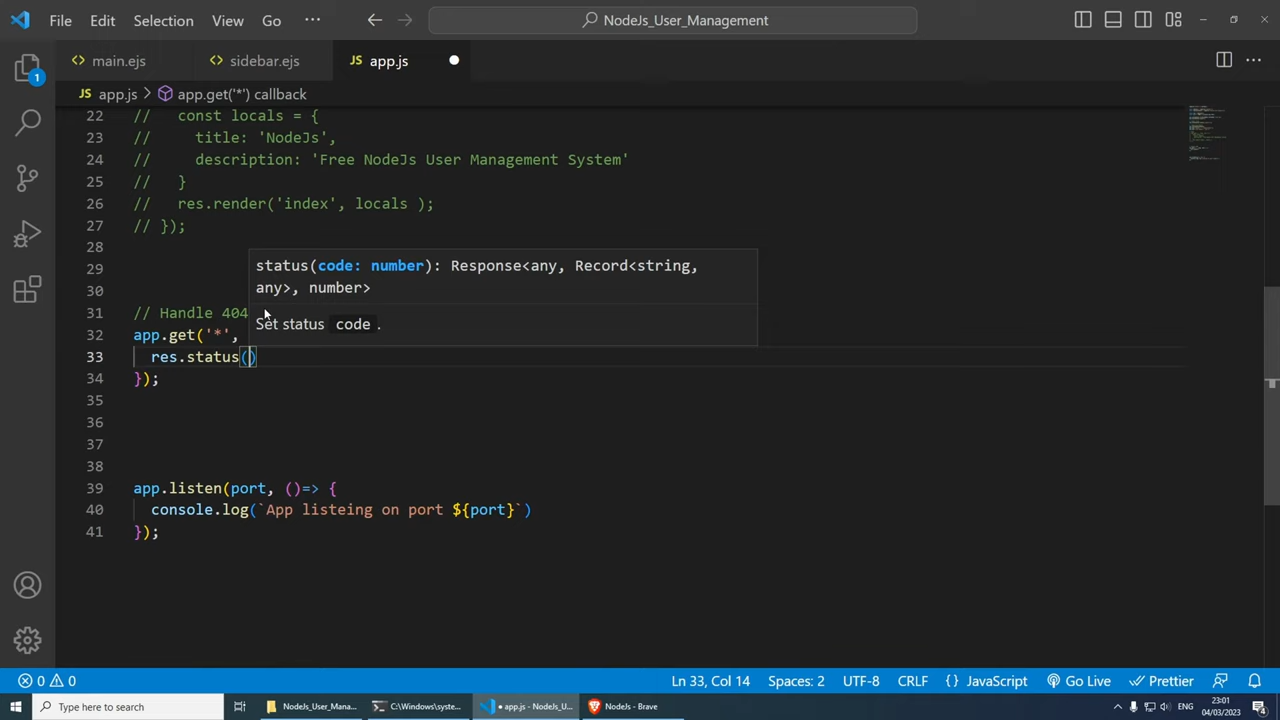 File Edit Selection View Go ··· NodeJs_User_Management
main.ejs sidebar.ejs JS app.js
JS app.js > app.get('*') callback
22 // const locals = {
23 // title: 'NodeJs',
24 // description: 'Free NodeJs User Management System'
25 // }
26 // res.render('index', locals );
27 // });
28
29
status(code: number): Response<any, Record<string,
any>, number>
30
31 // Handle 404
Set status code .
32 app.get('*',
33 res.status()
34 });
35
36
37
38
39 app.listen(port, ()=> {
40 console.log(`App listeing on port ${port}`)
41 });
1
0 0 Ln 33, Col 14 Spaces: 2 UTF-8 CRLF {} JavaScript Go Live Prettier
Type here to search NodeJs_User_Mana... C:\Windows\syste... ● app.js - NodeJs_U... NodeJs - Brave ENG 23:01
04/03/2023